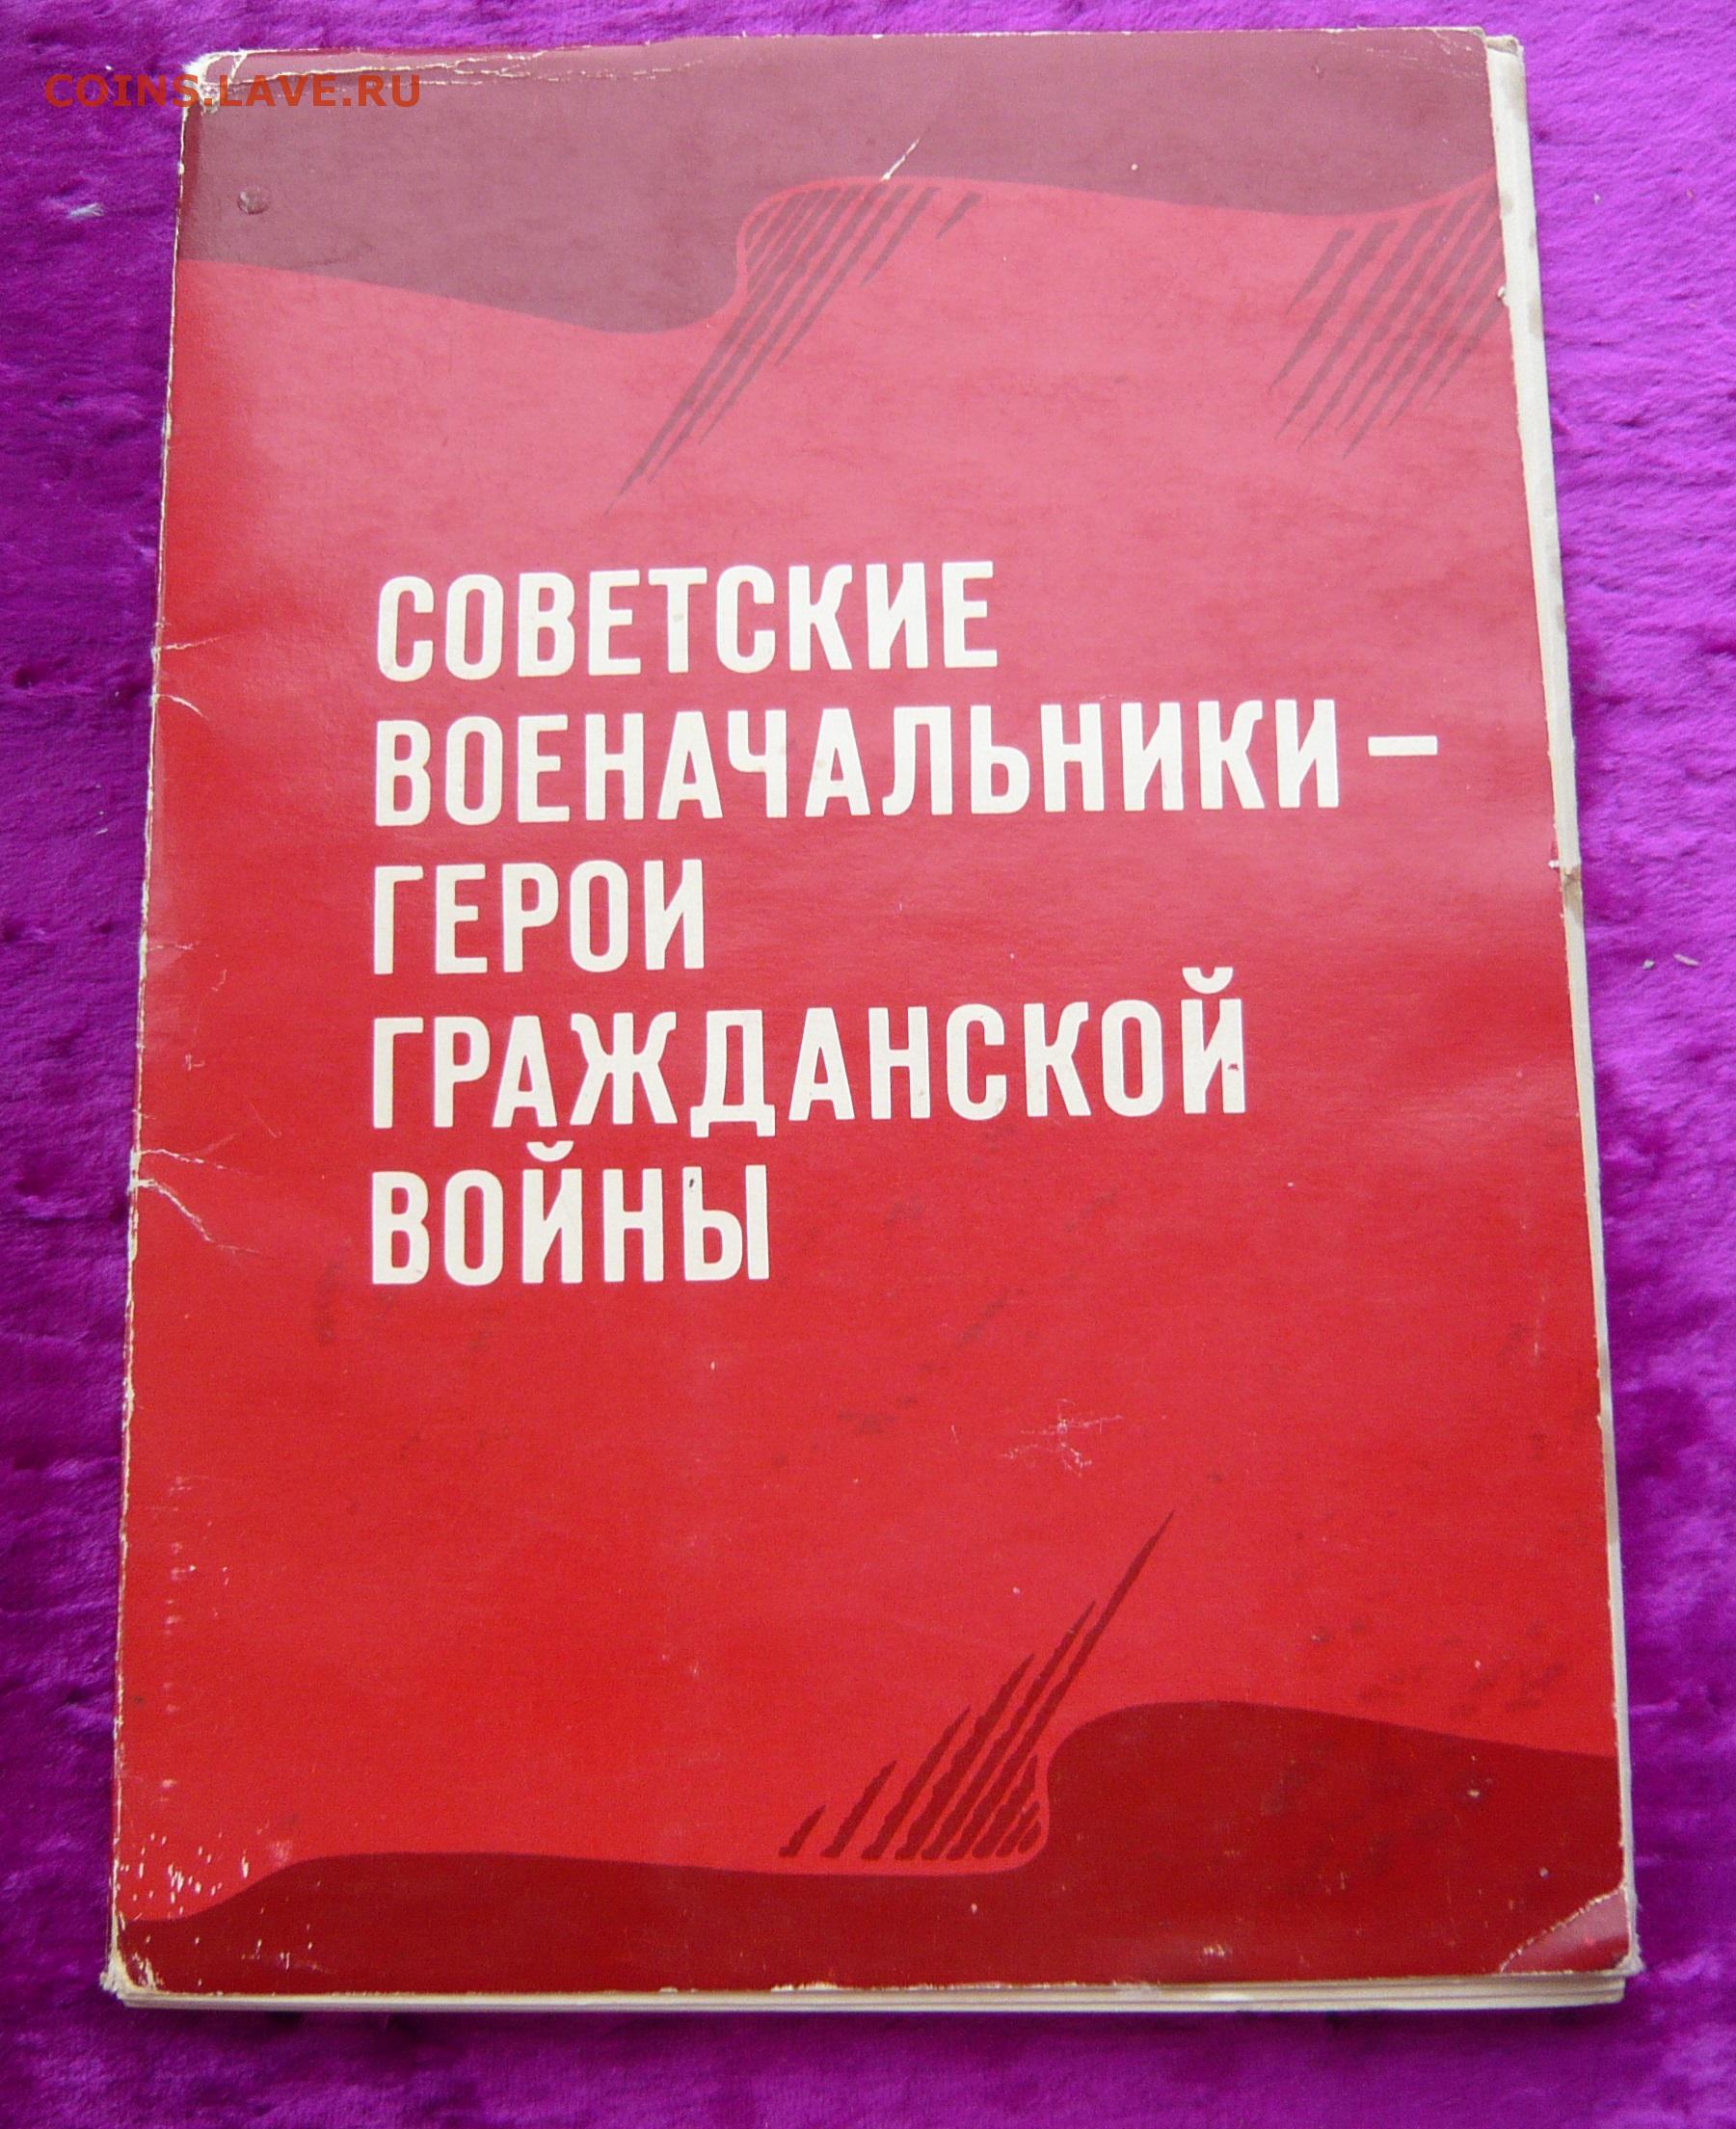 COINS.LAVE.RU
СОВЕТСКИЕ
ВОЕНАЧАЛЬНИКИ –
ГЕРОИ
ГРАЖДАНСКОЙ
ВОЙНЫ